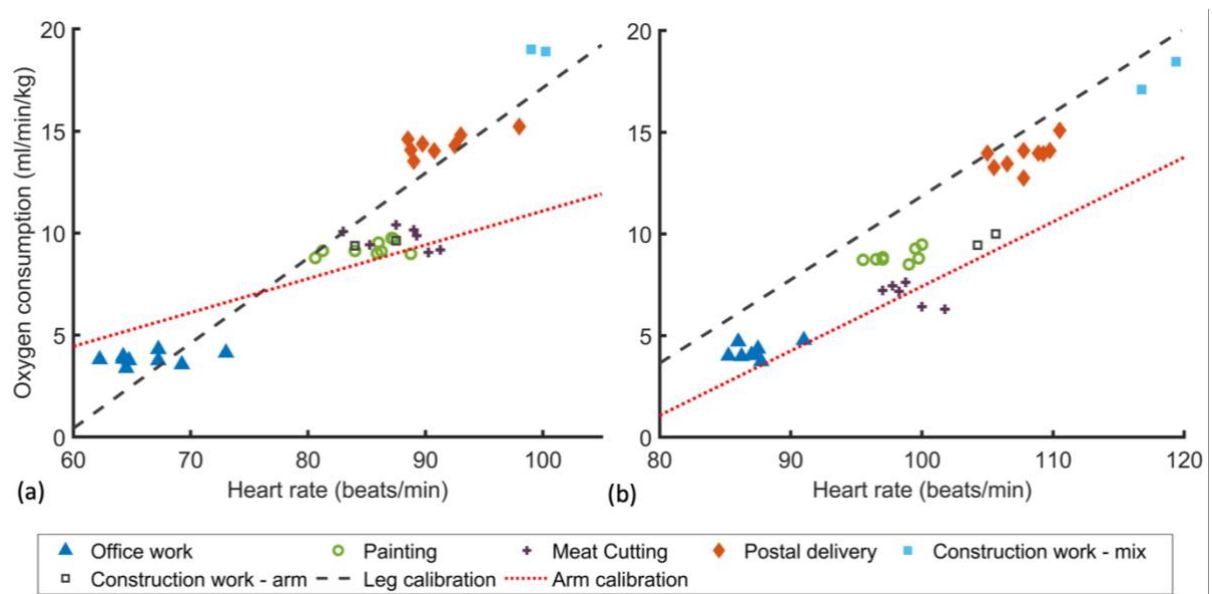 20
15
10
5
0
60
70
80
90
100
Oxygen consumption (ml/min/kg)
Heart rate (beats/min)
(a)
20
15
10
5
0
80
90
100
110
120
Heart rate (beats/min)
(b)
Office work
Painting
Meat Cutting
Postal delivery
Construction work - mix
Construction work - arm
Leg calibration
Arm calibration